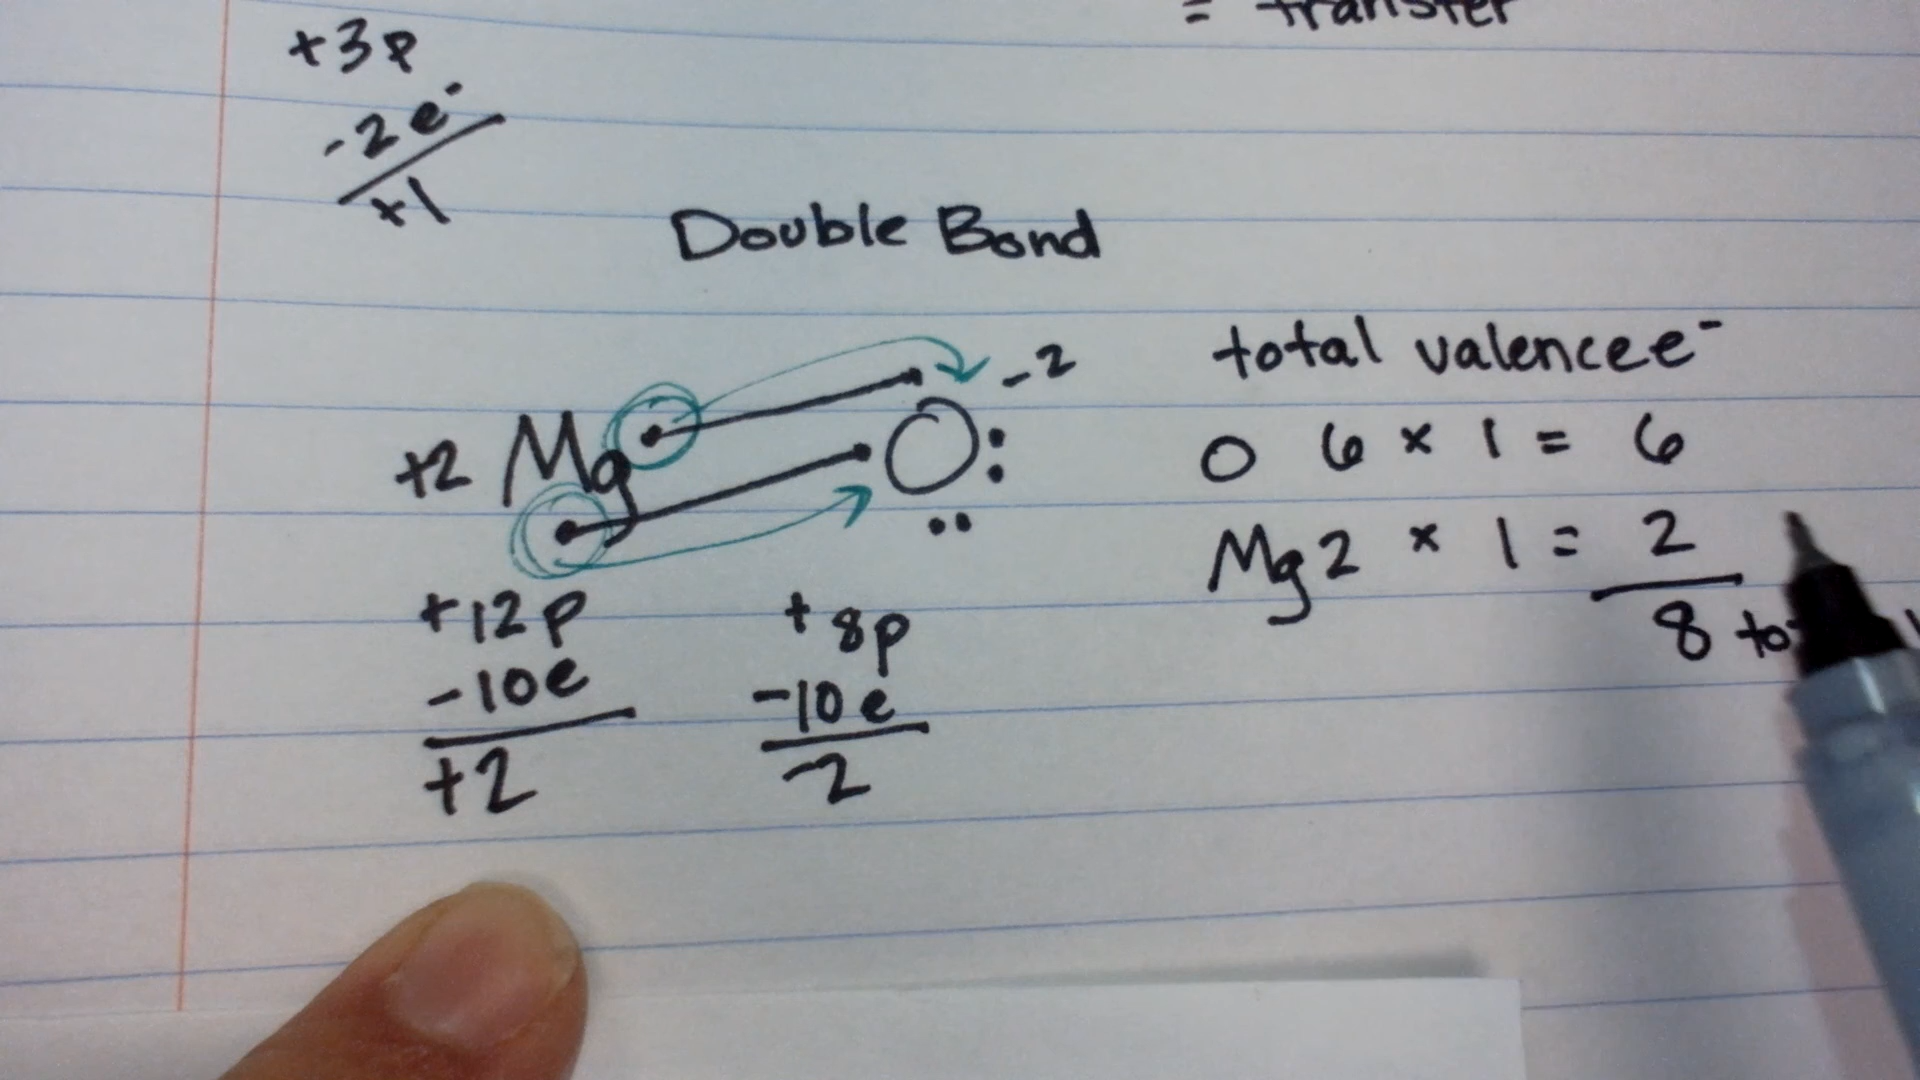 = transfer
+3p
-2e⁻
+1
Double Bond
+2 Mg O -2
+12p
-10e
+2
+8p
-10e
-2
total valence e⁻
O 6 × 1 = 6
Mg 2 × 1 = 2
8